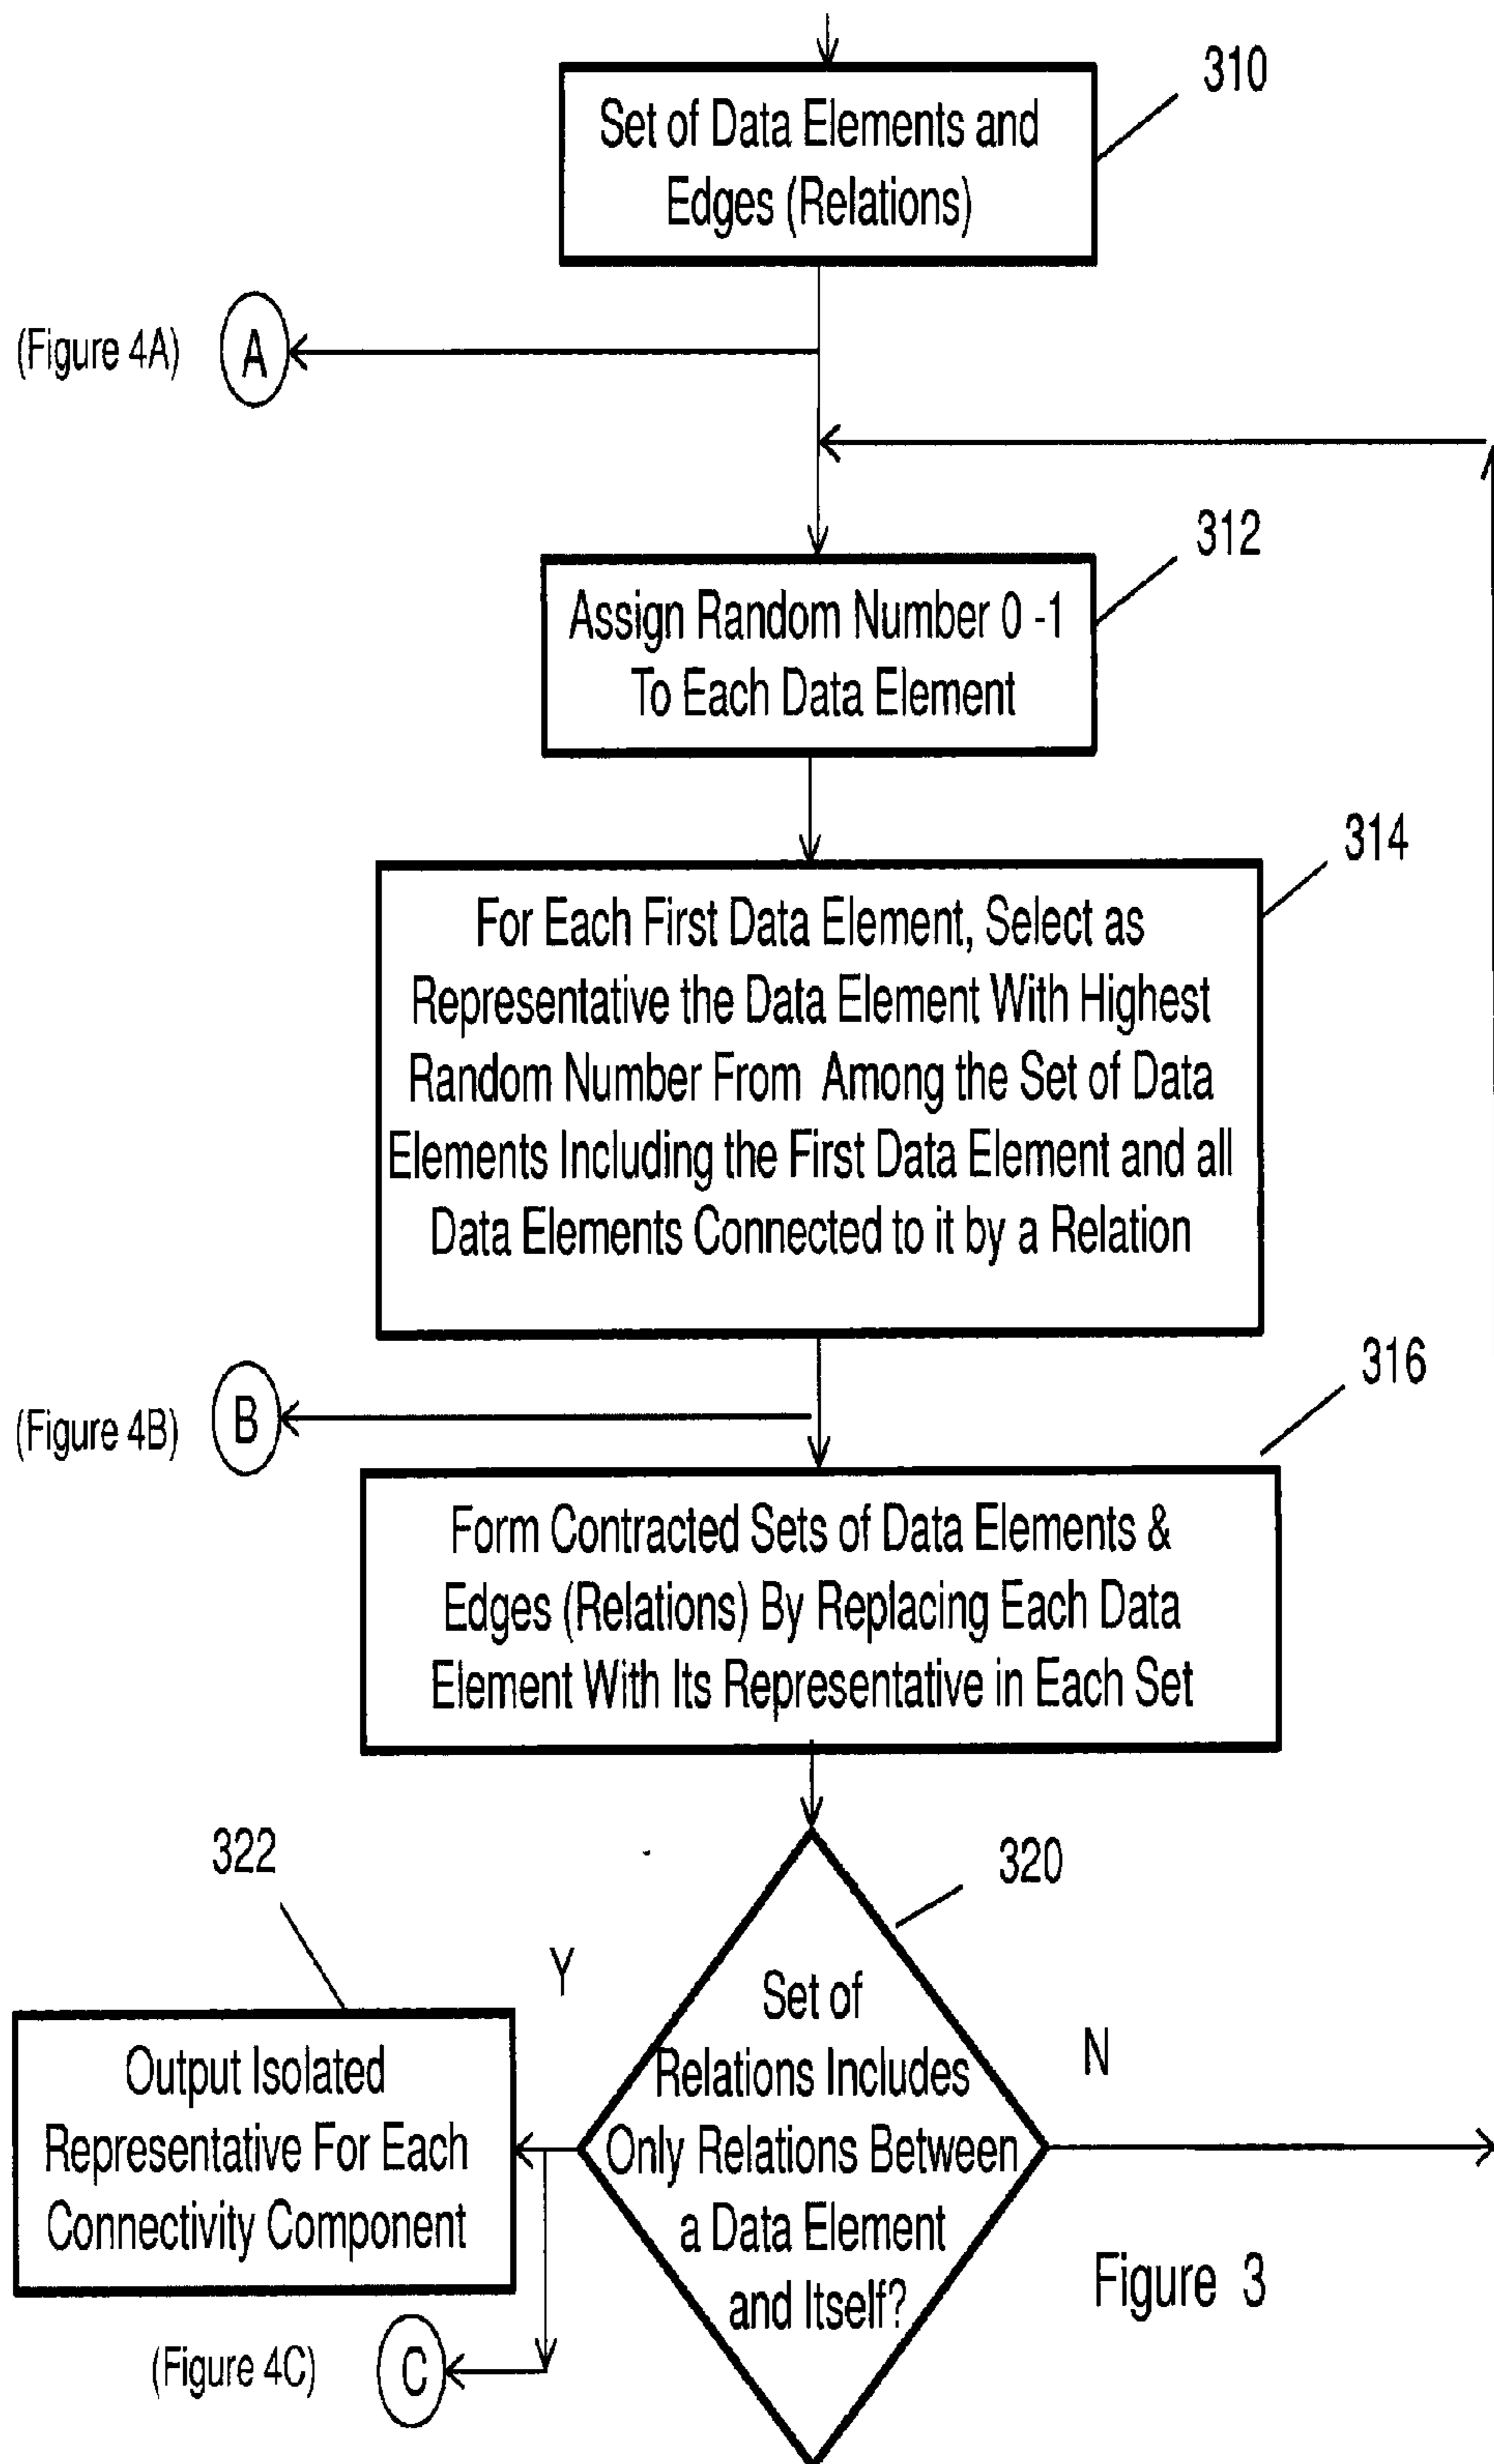 310
Set of Data Elements and
Edges (Relations)
(Figure 4A)
A
312
Assign Random Number 0 -1
To Each Data Element
314
For Each First Data Element, Select as
Representative the Data Element With Highest
Random Number From Among the Set of Data
Elements Including the First Data Element and all
Data Elements Connected to it by a Relation
316
(Figure 4B)
B
Form Contracted Sets of Data Elements &
Edges (Relations) By Replacing Each Data
Element With Its Representative in Each Set
322
320
Y
N
Set of
Relations Includes
Only Relations Between
a Data Element
and Itself?
Output Isolated
Representative For Each
Connectivity Component
Figure 3
(Figure 4C)
C